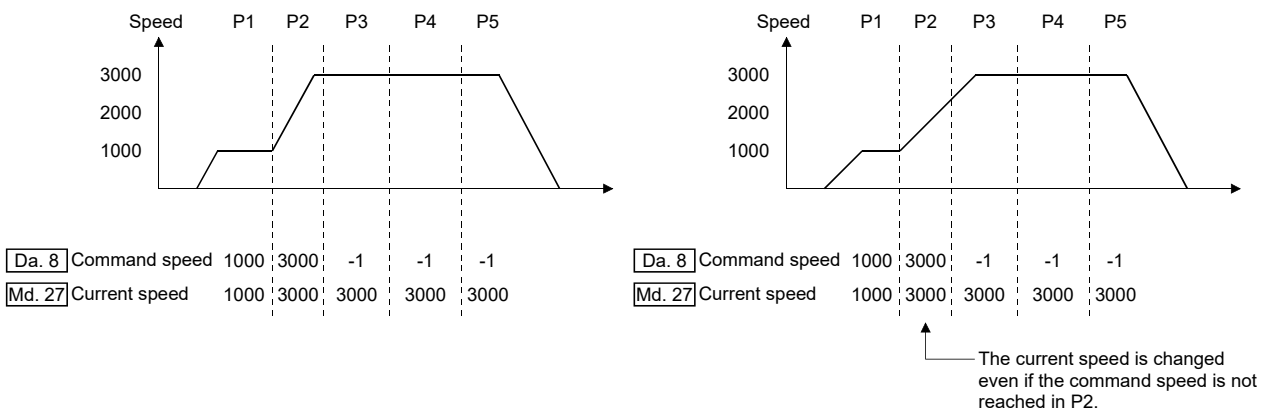 Speed P1 P2 P3 P4 P5
3000
2000
1000
Da. 8 Command speed 1000 3000 -1 -1 -1
Md. 27 Current speed 1000 3000 3000 3000 3000
Speed P1 P2 P3 P4 P5
3000
2000
1000
Da. 8 Command speed 1000 3000 -1 -1 -1
Md. 27 Current speed 1000 3000 3000 3000 3000
The current speed is changed
even if the command speed is not
reached in P2.